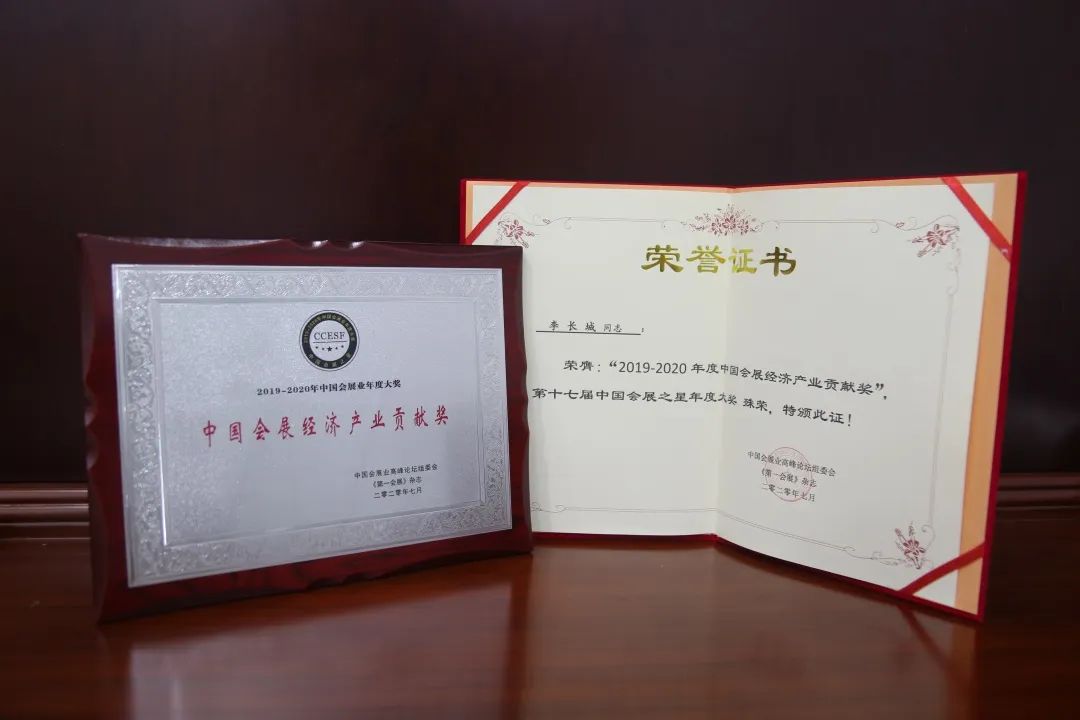 CCESF
2019-2020年中国会展业年度大奖
中国会展经济产业贡献奖
中国会展业高峰论坛组委会
《第一会展》杂志
二零二零年七月
荣誉证书
李长城 同志：
荣膺：“2019-2020 年度中国会展经济产业贡献奖”，
第十七届中国会展之星年度大奖 殊荣，特颁此证！
中国会展业高峰论坛组委会
《第一会展》杂志
二零二零年七月